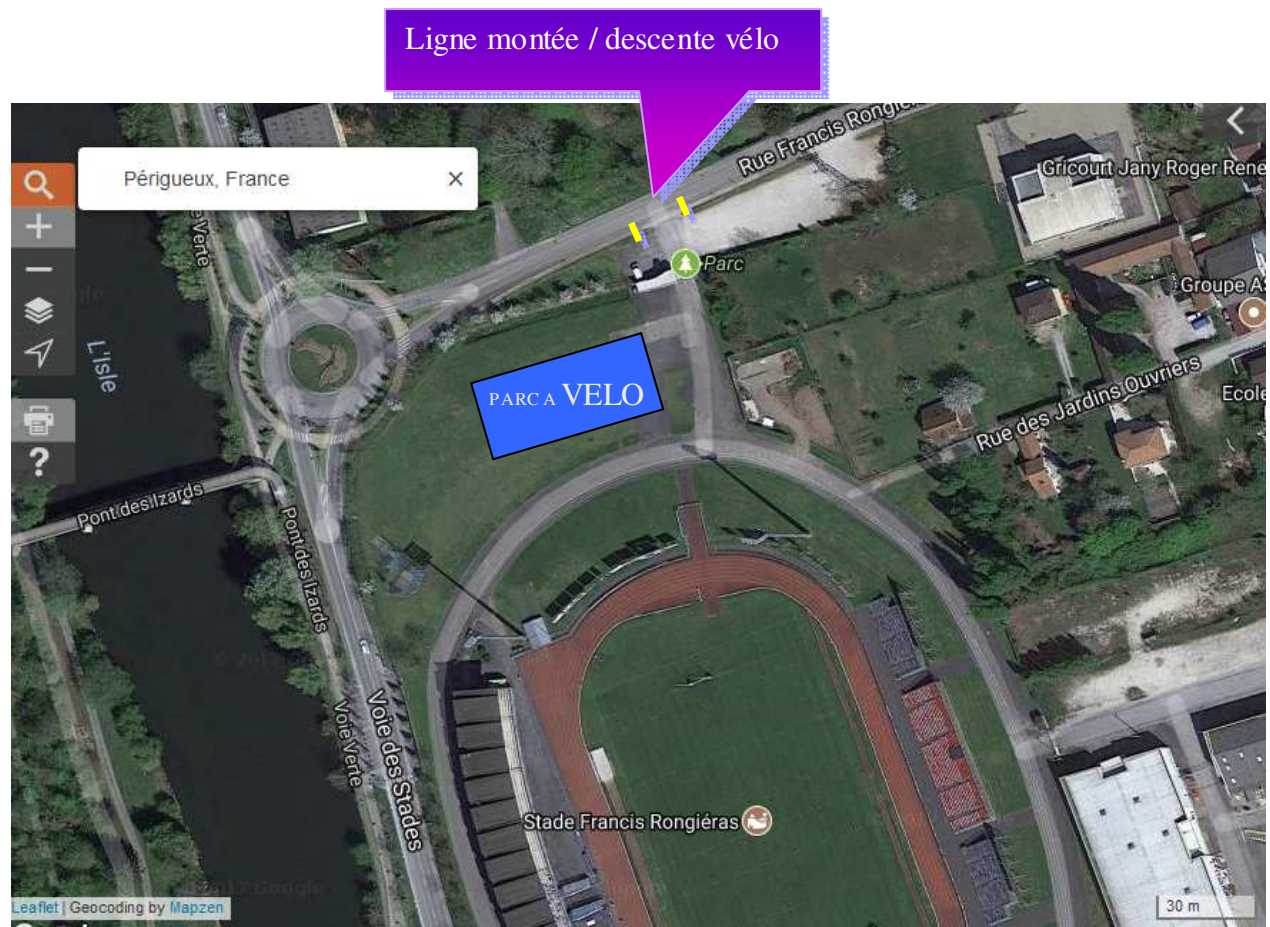 Ligne montée / descente vélo
Périgueux, France
×
Rue Francis Rongié
Gricourt Jany Roger Rene
Parc
Groupe AS
L'Isle
PARC A VELO
Rue des Jardins Ouvriers
Ecole
?
Pont des Izards
Pont des Izards
Voie Verte
Voie des Stades
Stade Francis Rongiéras
Leaflet | Geocoding by Mapzen
30 m